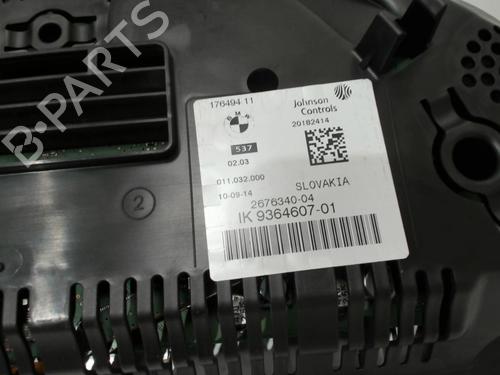 176494 11
Johnson
Controls
BMW
20182414
537
02.03
011.032.000
10-09-14
SLOVAKIA
2676340-04
IK 9364607-01
2
B-PARTS